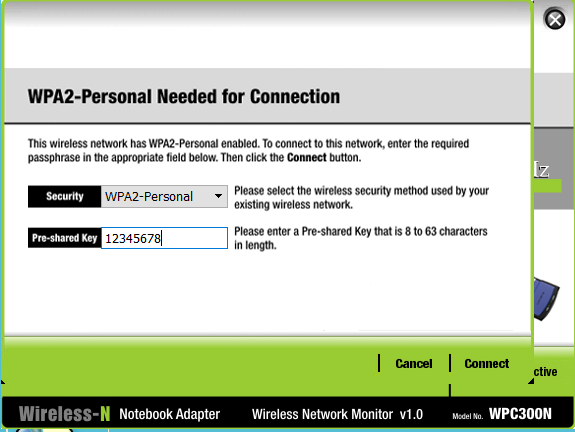 WPA2-Personal Needed for Connection
This wireless network has WPA2-Personal enabled. To connect to this network, enter the required
passphrase in the appropriate field below. Then click the Connect button.
Security
WPA2-Personal
Please select the wireless security method used by your
existing wireless network.
Pre-shared Key
12345678
Please enter a Pre-shared Key that is 8 to 63 characters
in length.
Cancel
Connect
Wireless-N Notebook Adapter Wireless Network Monitor v1.0 Model No. WPC300N